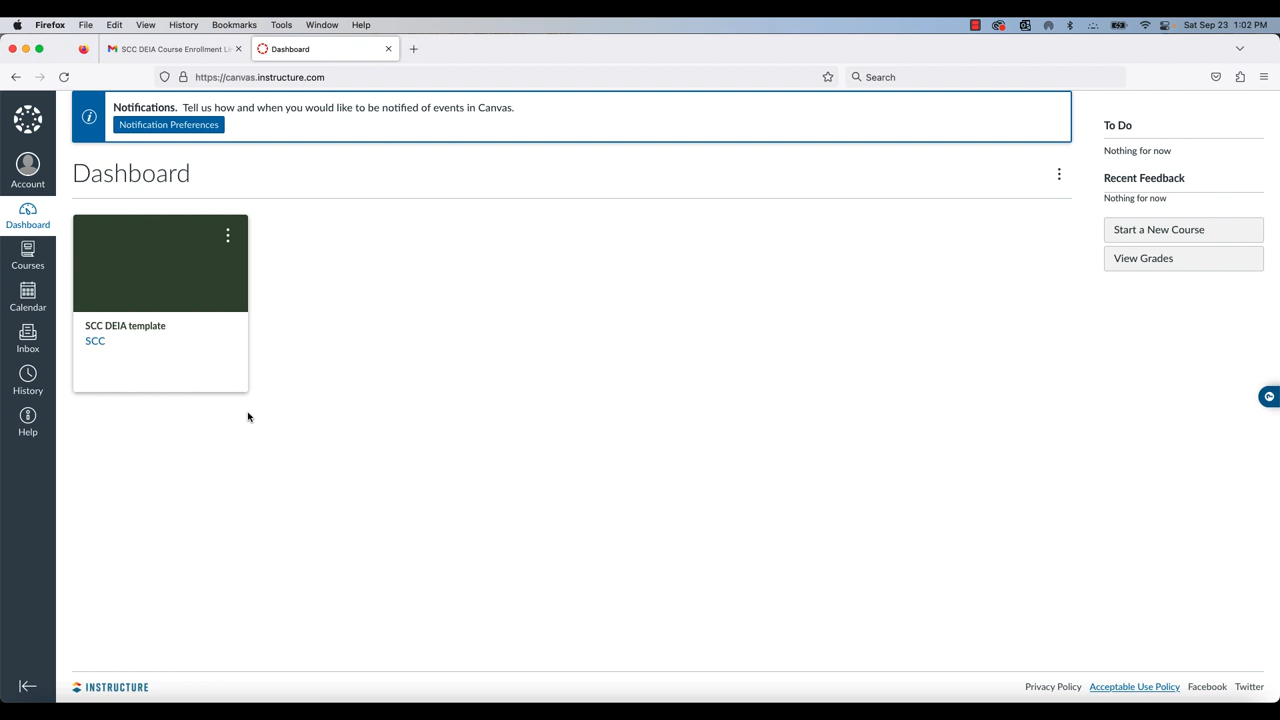 Firefox File Edit View History Bookmarks Tools Window Help Sat Sep 23 1:02 PM
SCC DEIA Course Enrollment Li
Dashboard
https://canvas.instructure.com
Search
Notifications. Tell us how and when you would like to be notified of events in Canvas.
Notification Preferences
Account
Dashboard
Courses
Calendar
Inbox
History
Help
Dashboard
SCC DEIA template
SCC
To Do
Nothing for now
Recent Feedback
Nothing for now
Start a New Course
View Grades
INSTRUCTURE
Privacy Policy Acceptable Use Policy Facebook Twitter